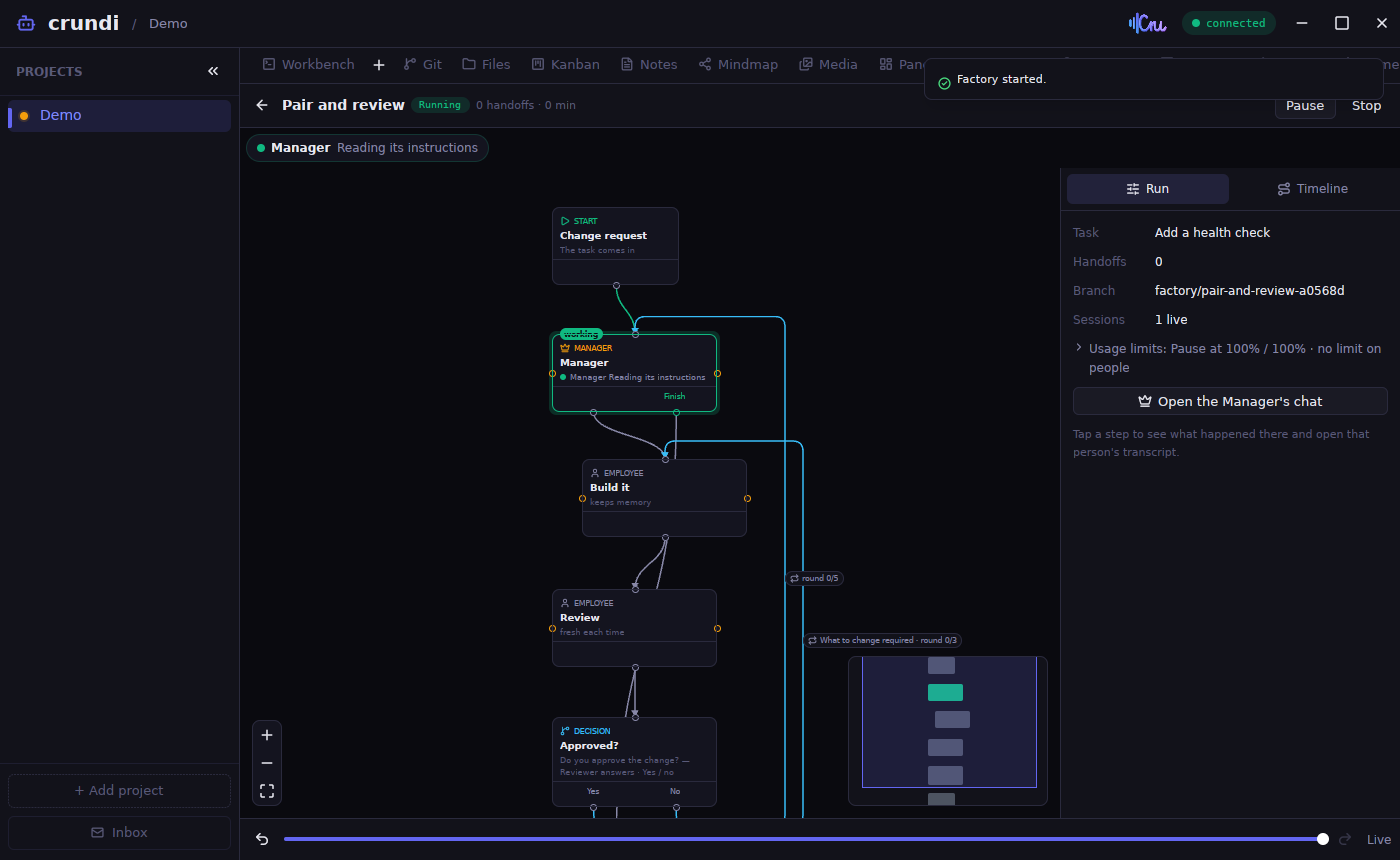 crundi / Demo
Cru
connected
PROJECTS
Workbench
Git
Files
Kanban
Notes
Mindmap
Media
Factory started.
Demo
Pair and review
Running
0 handoffs · 0 min
Pause
Stop
Manager Reading its instructions
Run
Timeline
START
Change request
The task comes in
Task Add a health check
Handoffs 0
Branch factory/pair-and-review-a0568d
Sessions 1 live
working
MANAGER
Manager
Manager Reading its instructions
Finish
Usage limits: Pause at 100% / 100% · no limit on
people
Open the Manager's chat
Tap a step to see what happened there and open that
person's transcript.
EMPLOYEE
Build it
keeps memory
round 0/5
EMPLOYEE
Review
fresh each time
What to change required · round 0/3
DECISION
Approved?
Do you approve the change? —
Reviewer answers · Yes / no
Yes
No
+ Add project
Inbox
Live